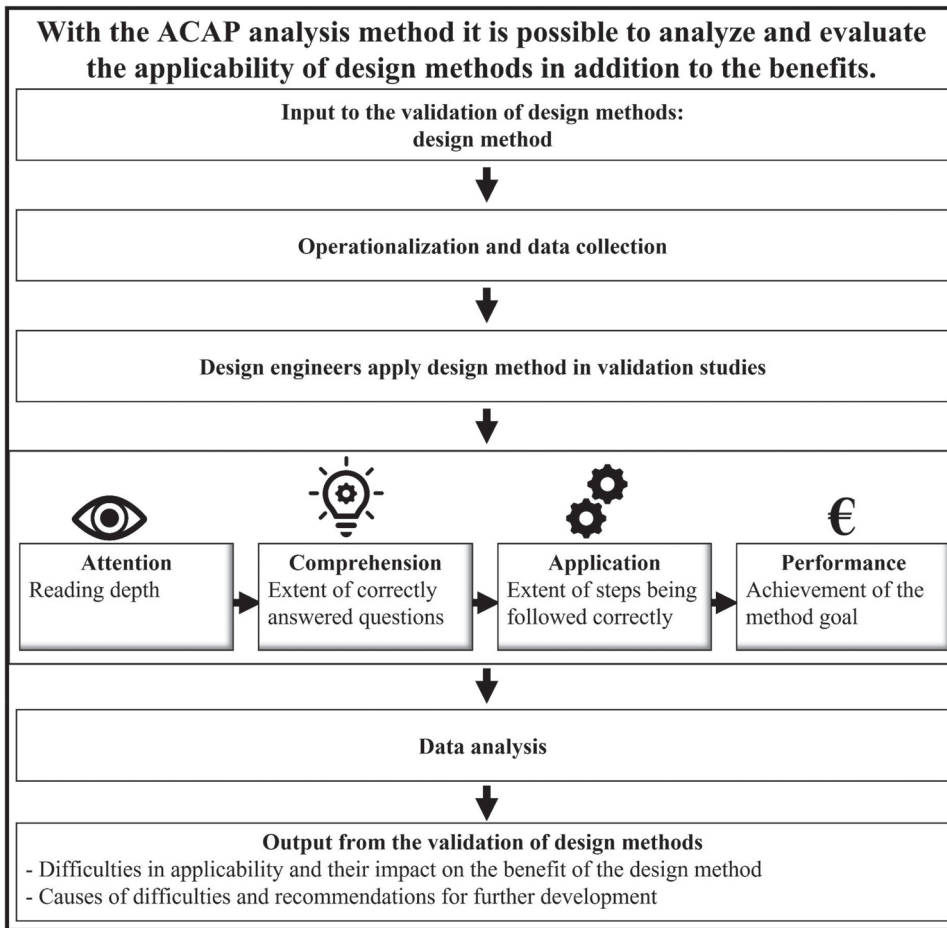 With the ACAP analysis method it is possible to analyze and evaluate
the applicability of design methods in addition to the benefits.
Input to the validation of design methods:
design method
Operationalization and data collection
Design engineers apply design method in validation studies
€
Attention
Reading depth
Comprehension
Extent of correctly
answered questions
Application
Extent of steps being
followed correctly
Performance
Achievement of the
method goal
Data analysis
Output from the validation of design methods
- Difficulties in applicability and their impact on the benefit of the design method
- Causes of difficulties and recommendations for further development